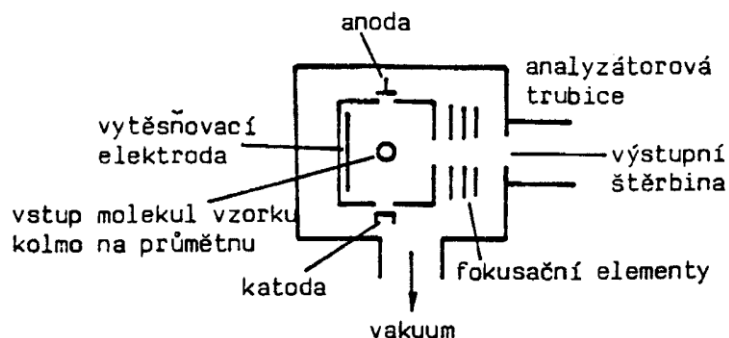 anoda
analyzátorová
trubice
vytěsňovací
elektroda
výstupní
štěrbina
vstup molekul vzorku
kolmo na průmětnu
fokusační elementy
katoda
vakuum